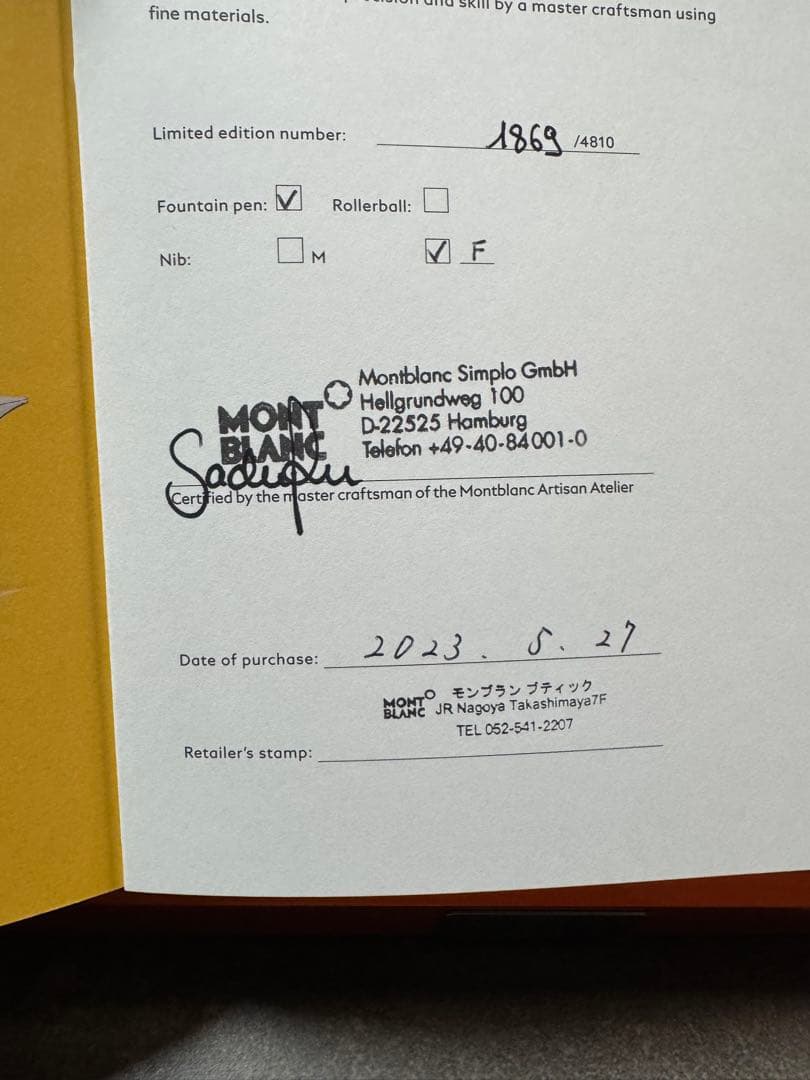 and skill by a master craftsman using
fine materials.
Limited edition number: 1869 /4810
Fountain pen: Rollerball:
Nib: M F
Montblanc Simplo GmbH
Hellgrundweg 100
MONT D-22525 Hamburg
BLANC Telefon +49-40-84001-0
Certified by the master craftsman of the Montblanc Artisan Atelier
Date of purchase: 2023. 5. 27
モンブラン ブティック
MONT BLANC JR Nagoya Takashimaya7F
TEL 052-541-2207
Retailer's stamp: